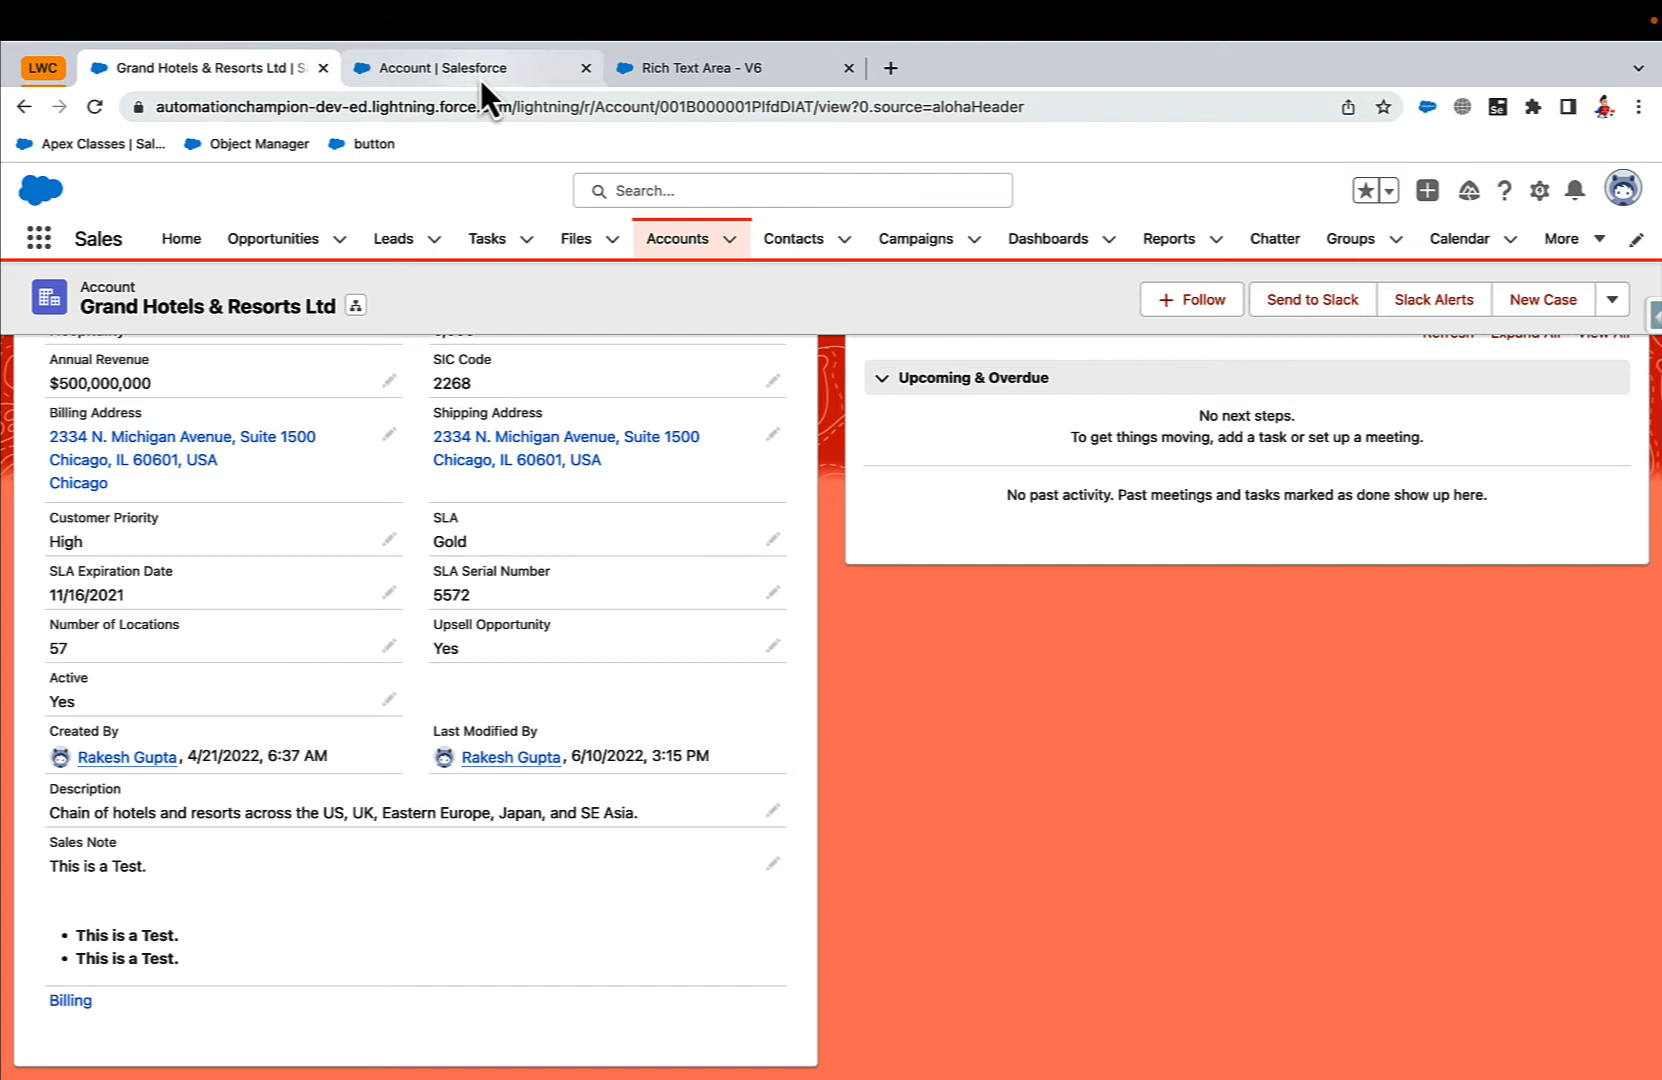 LWC
Grand Hotels & Resorts Ltd | S
Account | Salesforce
Rich Text Area - V6
automationchampion-dev-ed.lightning.force. m/lightning/r/Account/001B000001PlfdDIAT/view?0.source=alohaHeader
Apex Classes | Sal...
Object Manager
button
Search...
Sales
Home
Opportunities
Leads
Tasks
Files
Accounts
Contacts
Campaigns
Dashboards
Reports
Chatter
Groups
Calendar
More
Account
Grand Hotels & Resorts Ltd
+ Follow
Send to Slack
Slack Alerts
New Case
Annual Revenue
$500,000,000
SIC Code
2268
Billing Address
2334 N. Michigan Avenue, Suite 1500
Chicago, IL 60601, USA
Chicago
Shipping Address
2334 N. Michigan Avenue, Suite 1500
Chicago, IL 60601, USA
Customer Priority
High
SLA
Gold
SLA Expiration Date
11/16/2021
SLA Serial Number
5572
Number of Locations
57
Upsell Opportunity
Yes
Active
Yes
Created By
Rakesh Gupta, 4/21/2022, 6:37 AM
Last Modified By
Rakesh Gupta, 6/10/2022, 3:15 PM
Description
Chain of hotels and resorts across the US, UK, Eastern Europe, Japan, and SE Asia.
Sales Note
This is a Test.
• This is a Test.
• This is a Test.
Billing
Refresh Expand All View All
Upcoming & Overdue
No next steps.
To get things moving, add a task or set up a meeting.
No past activity. Past meetings and tasks marked as done show up here.